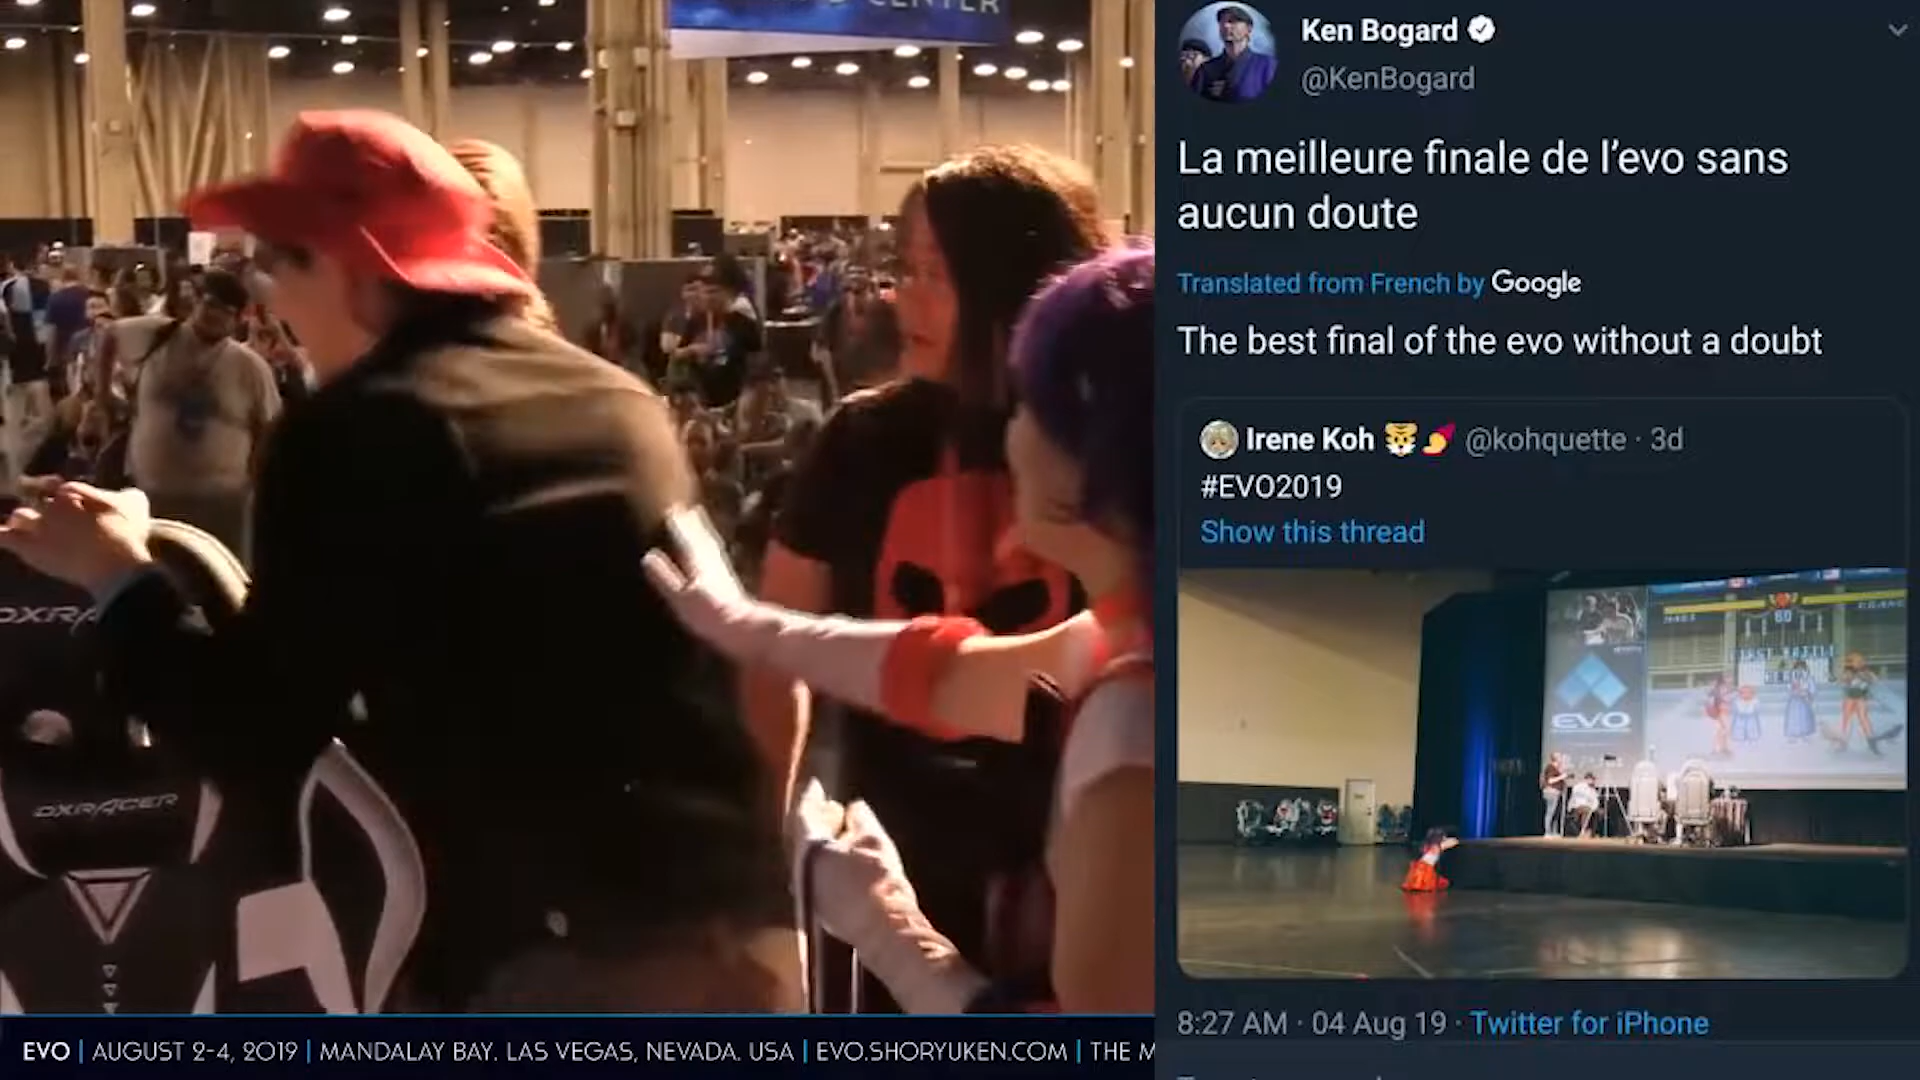 CENTER
DXRACER
EVO | AUGUST 2-4, 2019 | MANDALAY BAY. LAS VEGAS, NEVADA. USA | EVO.SHORYUKEN.COM | THE M
Ken Bogard
@KenBogard
La meilleure finale de l'evo sans
aucun doute
Translated from French by Google
The best final of the evo without a doubt
Irene Koh 🐯💅 @kohquette · 3d
#EVO2019
Show this thread
60
EVO
8:27 AM · 04 Aug 19 · Twitter for iPhone